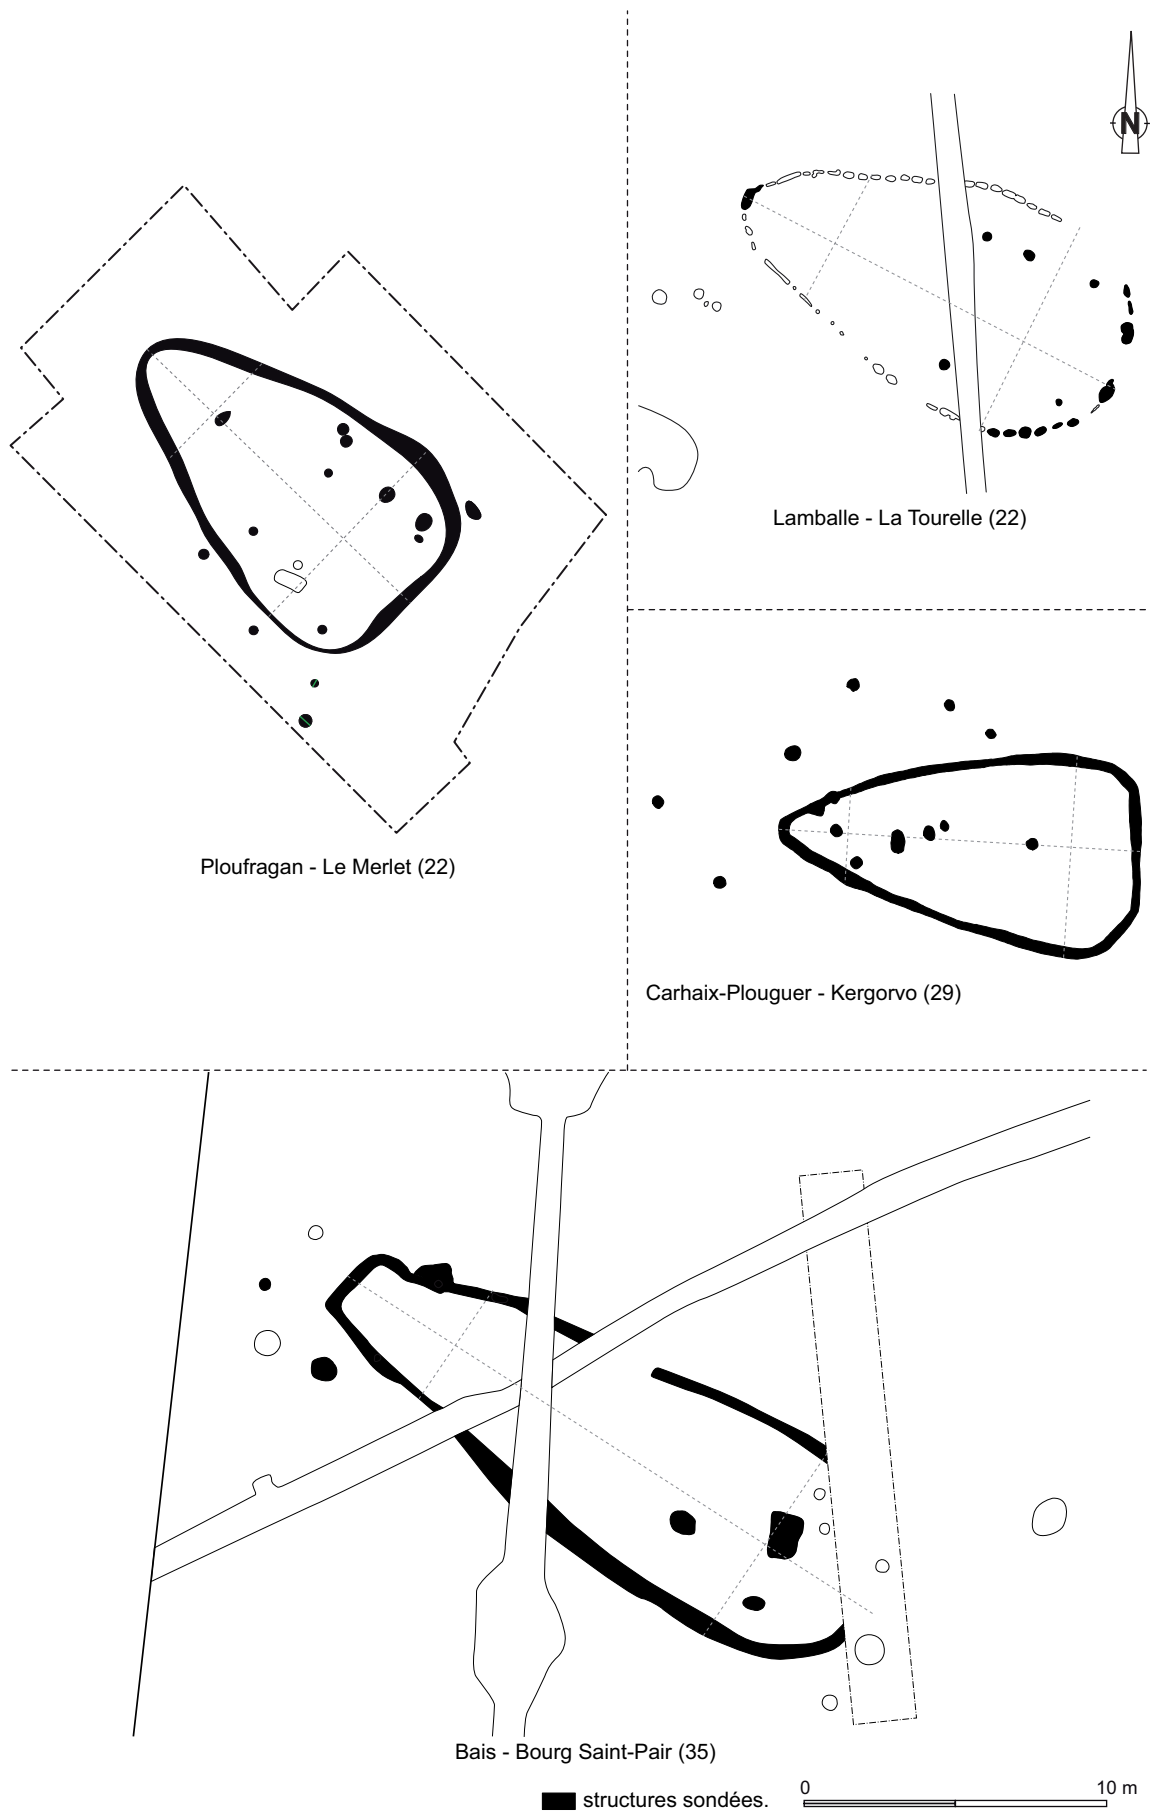 N
Lamballe - La Tourelle (22)
Ploufragan - Le Merlet (22)
Carhaix-Plouguer - Kergorvo (29)
Bais - Bourg Saint-Pair (35)
structures sondées.
0 10 m